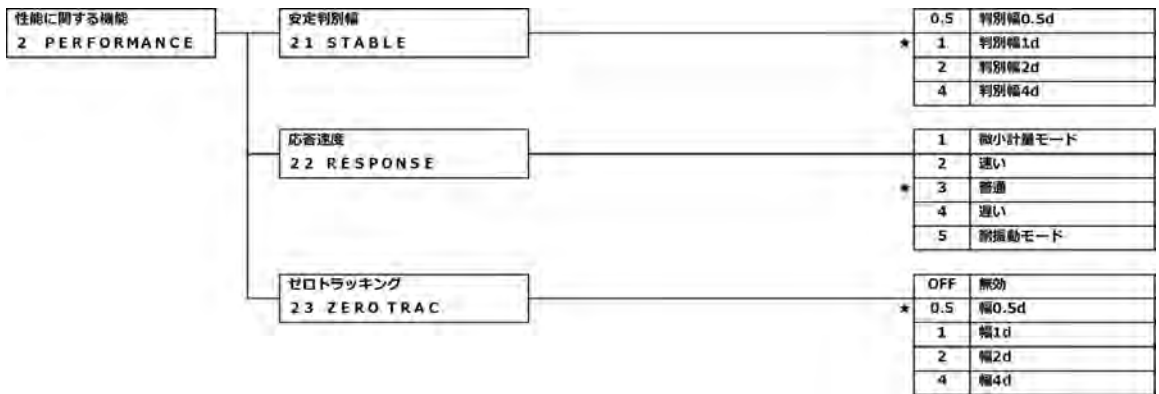 性能に関する機能
2 PERFORMANCE
安定判別幅
21 STABLE
0.5 判別幅0.5d
★ 1 判別幅1d
2 判別幅2d
4 判別幅4d
応答速度
22 RESPONSE
1 微小計量モード
2 速い
★ 3 普通
4 遅い
5 耐振動モード
ゼロトラッキング
23 ZERO TRAC
OFF 無効
★ 0.5 幅0.5d
1 幅1d
2 幅2d
4 幅4d